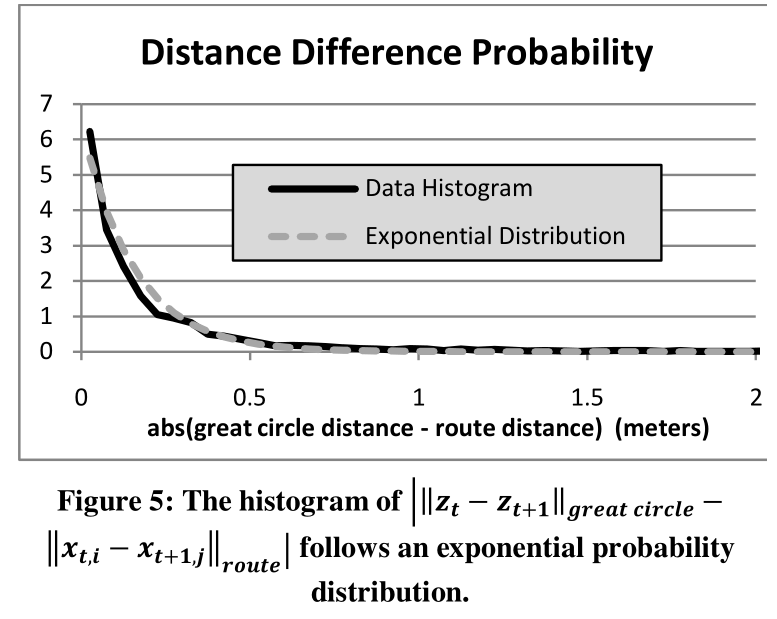 Distance Difference Probability
7
6
5
4
3
2
1
0
Data Histogram
Exponential Distribution
0 0.5 1 1.5 2
abs(great circle distance - route distance) (meters)
Figure 5: The histogram of |‖z_t − z_{t+1}‖_{great circle} −
‖x_{t,i} − x_{t+1,j}‖_{route}| follows an exponential probability
distribution.